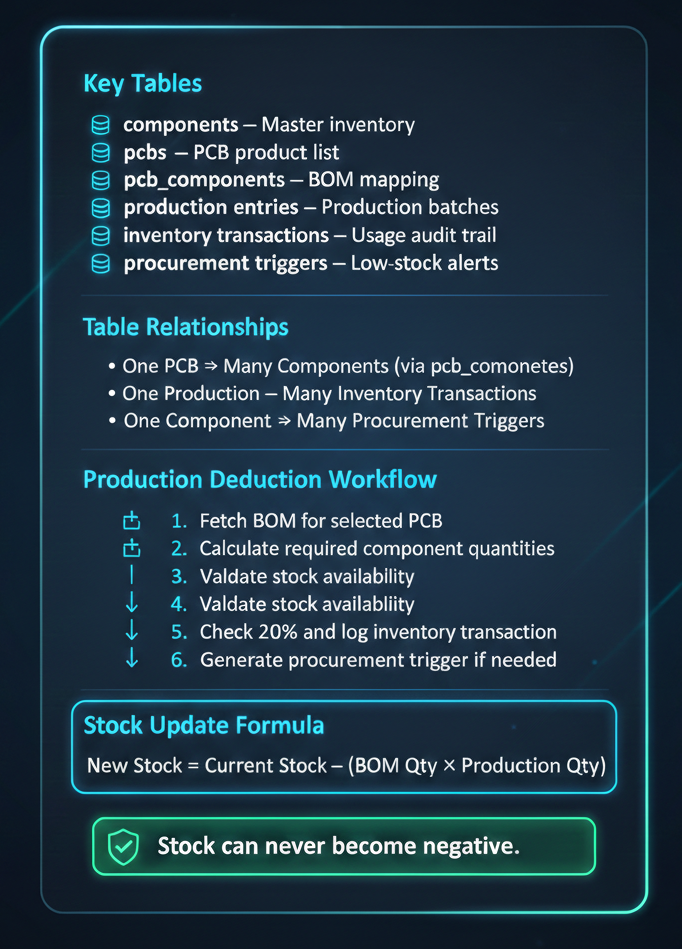 Key Tables
components – Master inventory
pcbs – PCB product list
pcb_components – BOM mapping
production entries – Production batches
inventory transactions – Usage audit trail
procurement triggers – Low-stock alerts
Table Relationships
• One PCB ⇒ Many Components (via pcb_comonetes)
• One Production – Many Inventory Transactions
• One Component ⇒ Many Procurement Triggers
Production Deduction Workflow
1. Fetch BOM for selected PCB
2. Calculate required component quantities
3. Valdate stock availability
4. Valdate stock availabliity
5. Check 20% and log inventory transaction
6. Generate procurement trigger if needed
Stock Update Formula
New Stock = Current Stock – (BOM Qty × Production Qty)
Stock can never become negative.